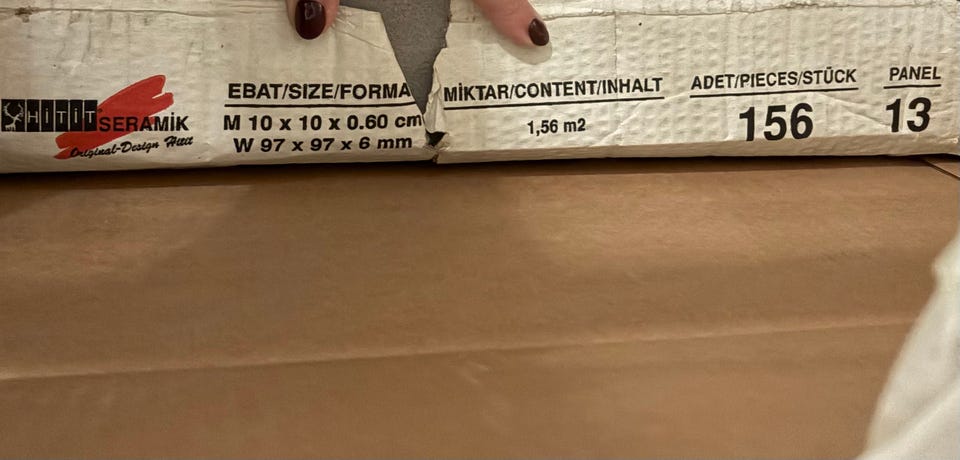 HITIT SERAMİK
Original-Design Hitit
EBAT/SIZE/FORMA
M 10 x 10 x 0.60 cm
W 97 x 97 x 6 mm
MİKTAR/CONTENT/INHALT
1,56 m2
ADET/PIECES/STÜCK
156
PANEL
13